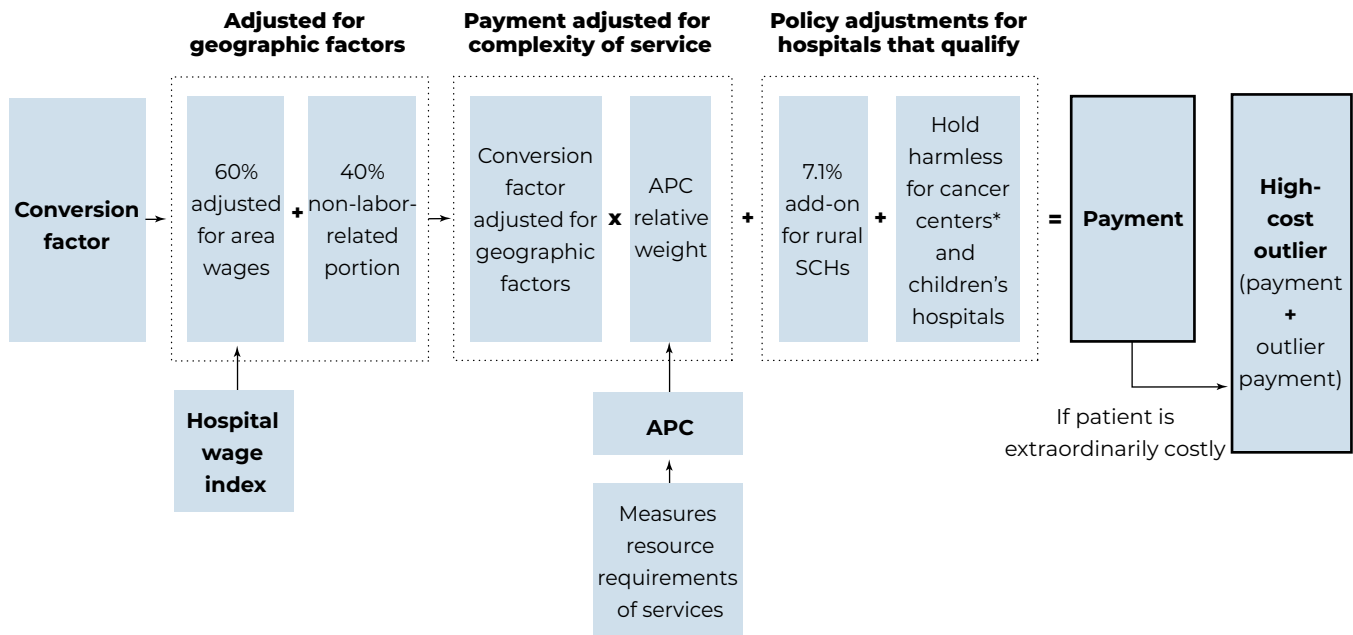 Adjusted for
geographic factors
Payment adjusted for
complexity of service
Policy adjustments for
hospitals that qualify
Conversion
factor
60%
adjusted
for area
wages
+
40%
non-labor-
related
portion
Conversion
factor
adjusted for
geographic
factors
x
APC
relative
weight
+
7.1%
add-on
for rural
SCHs
+
Hold
harmless
for cancer
centers*
and
children’s
hospitals
=
Payment
High-
cost
outlier
(payment
+
outlier
payment)
Hospital
wage
index
APC
Measures
resource
requirements
of services
If patient is
extraordinarily costly